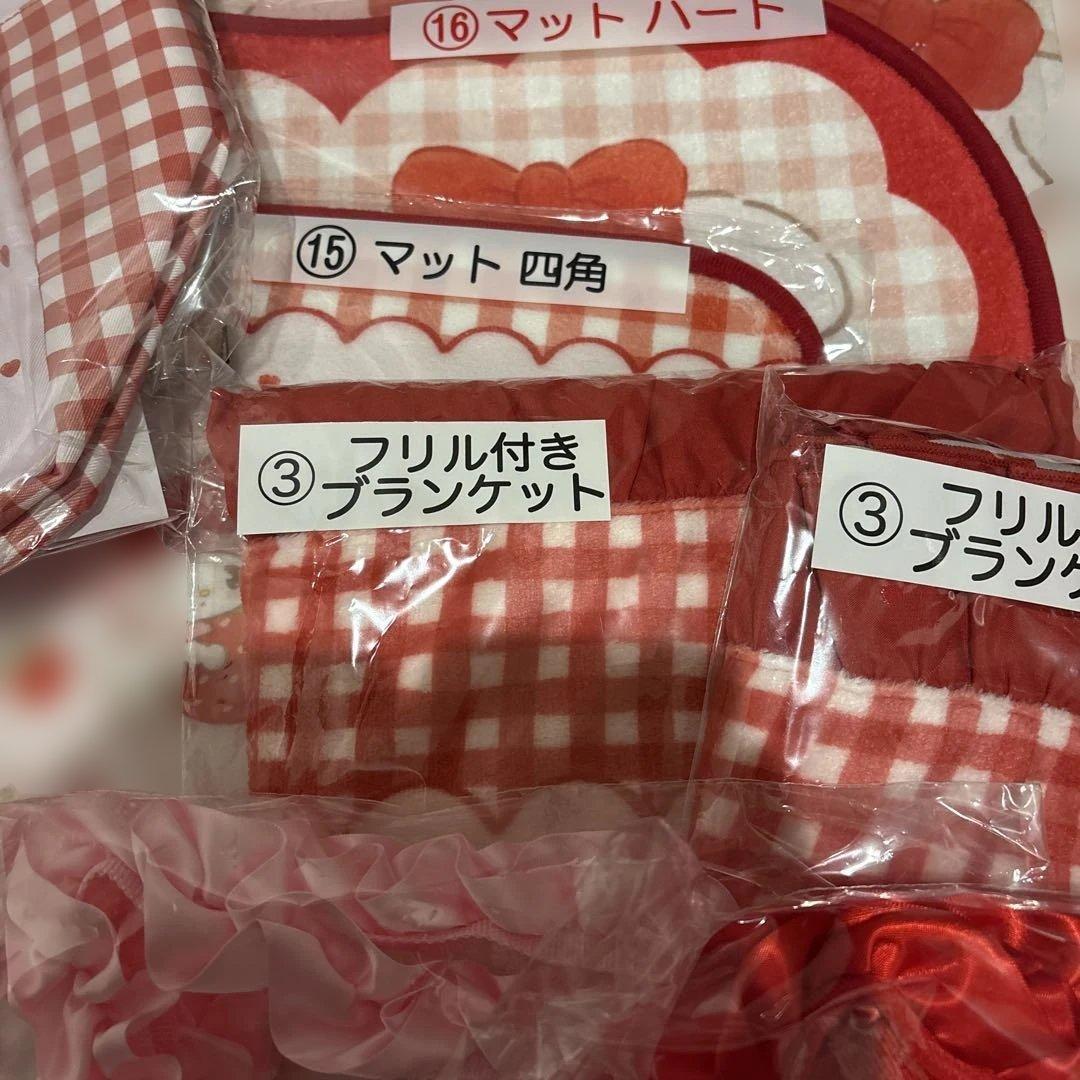 ⑯マット ハート
⑮ マット 四角
③ フリル付き
ブランケット
③ フリル
ブランケ